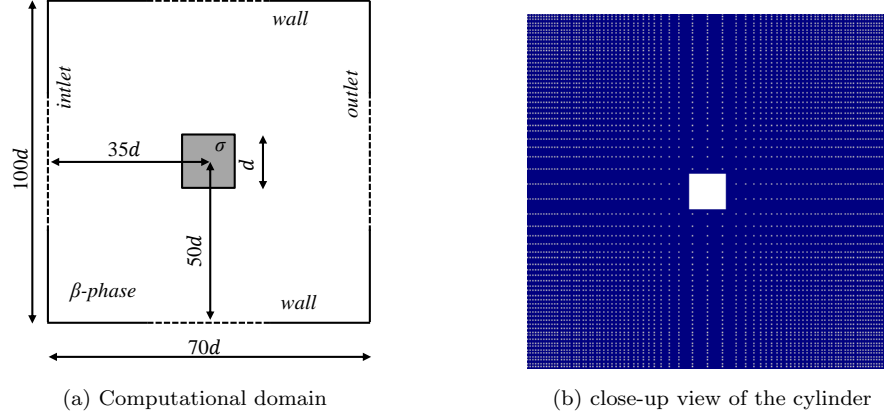 wall
intlet
outlet
σ
35d
d
100d
50d
β-phase
wall
70d
(a) Computational domain
(b) close-up view of the cylinder